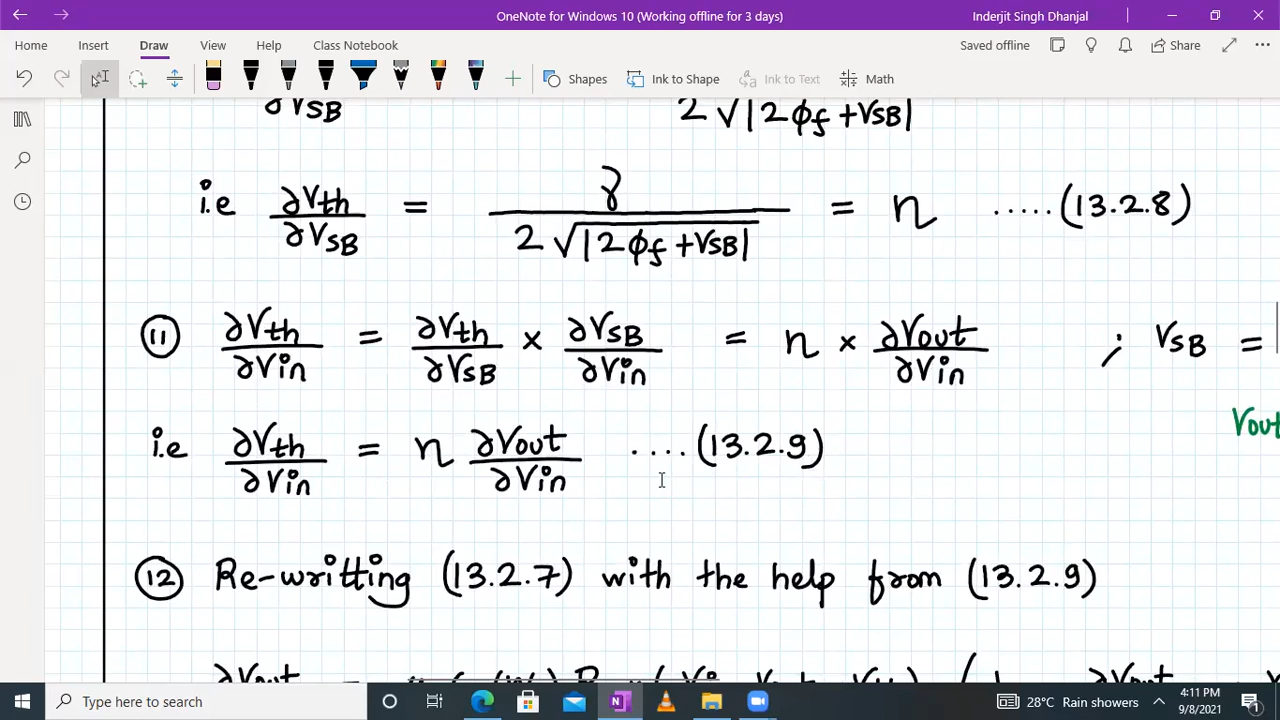 OneNote for Windows 10 (Working offline for 3 days)
Inderjit Singh Dhanjal
Home Insert Draw View Help Class Notebook
Saved offline Share
Shapes Ink to Shape Ink to Text Math
∂VSB 2√|2ϕf +VSB|
i.e ∂Vth/∂VSB = γ/2√|2ϕf +VSB| = η .....(13.2.8)
11 ∂Vth/∂Vin = ∂Vth/∂VSB × ∂VSB/∂Vin = η × ∂Vout/∂Vin ; VSB =
Vout
i.e ∂Vth/∂Vin = η ∂Vout/∂Vin ....(13.2.9)
12 Re-writting (13.2.7) with the help from (13.2.9)
∂Vout =
Type here to search
28°C Rain showers
4:11 PM
9/8/2021